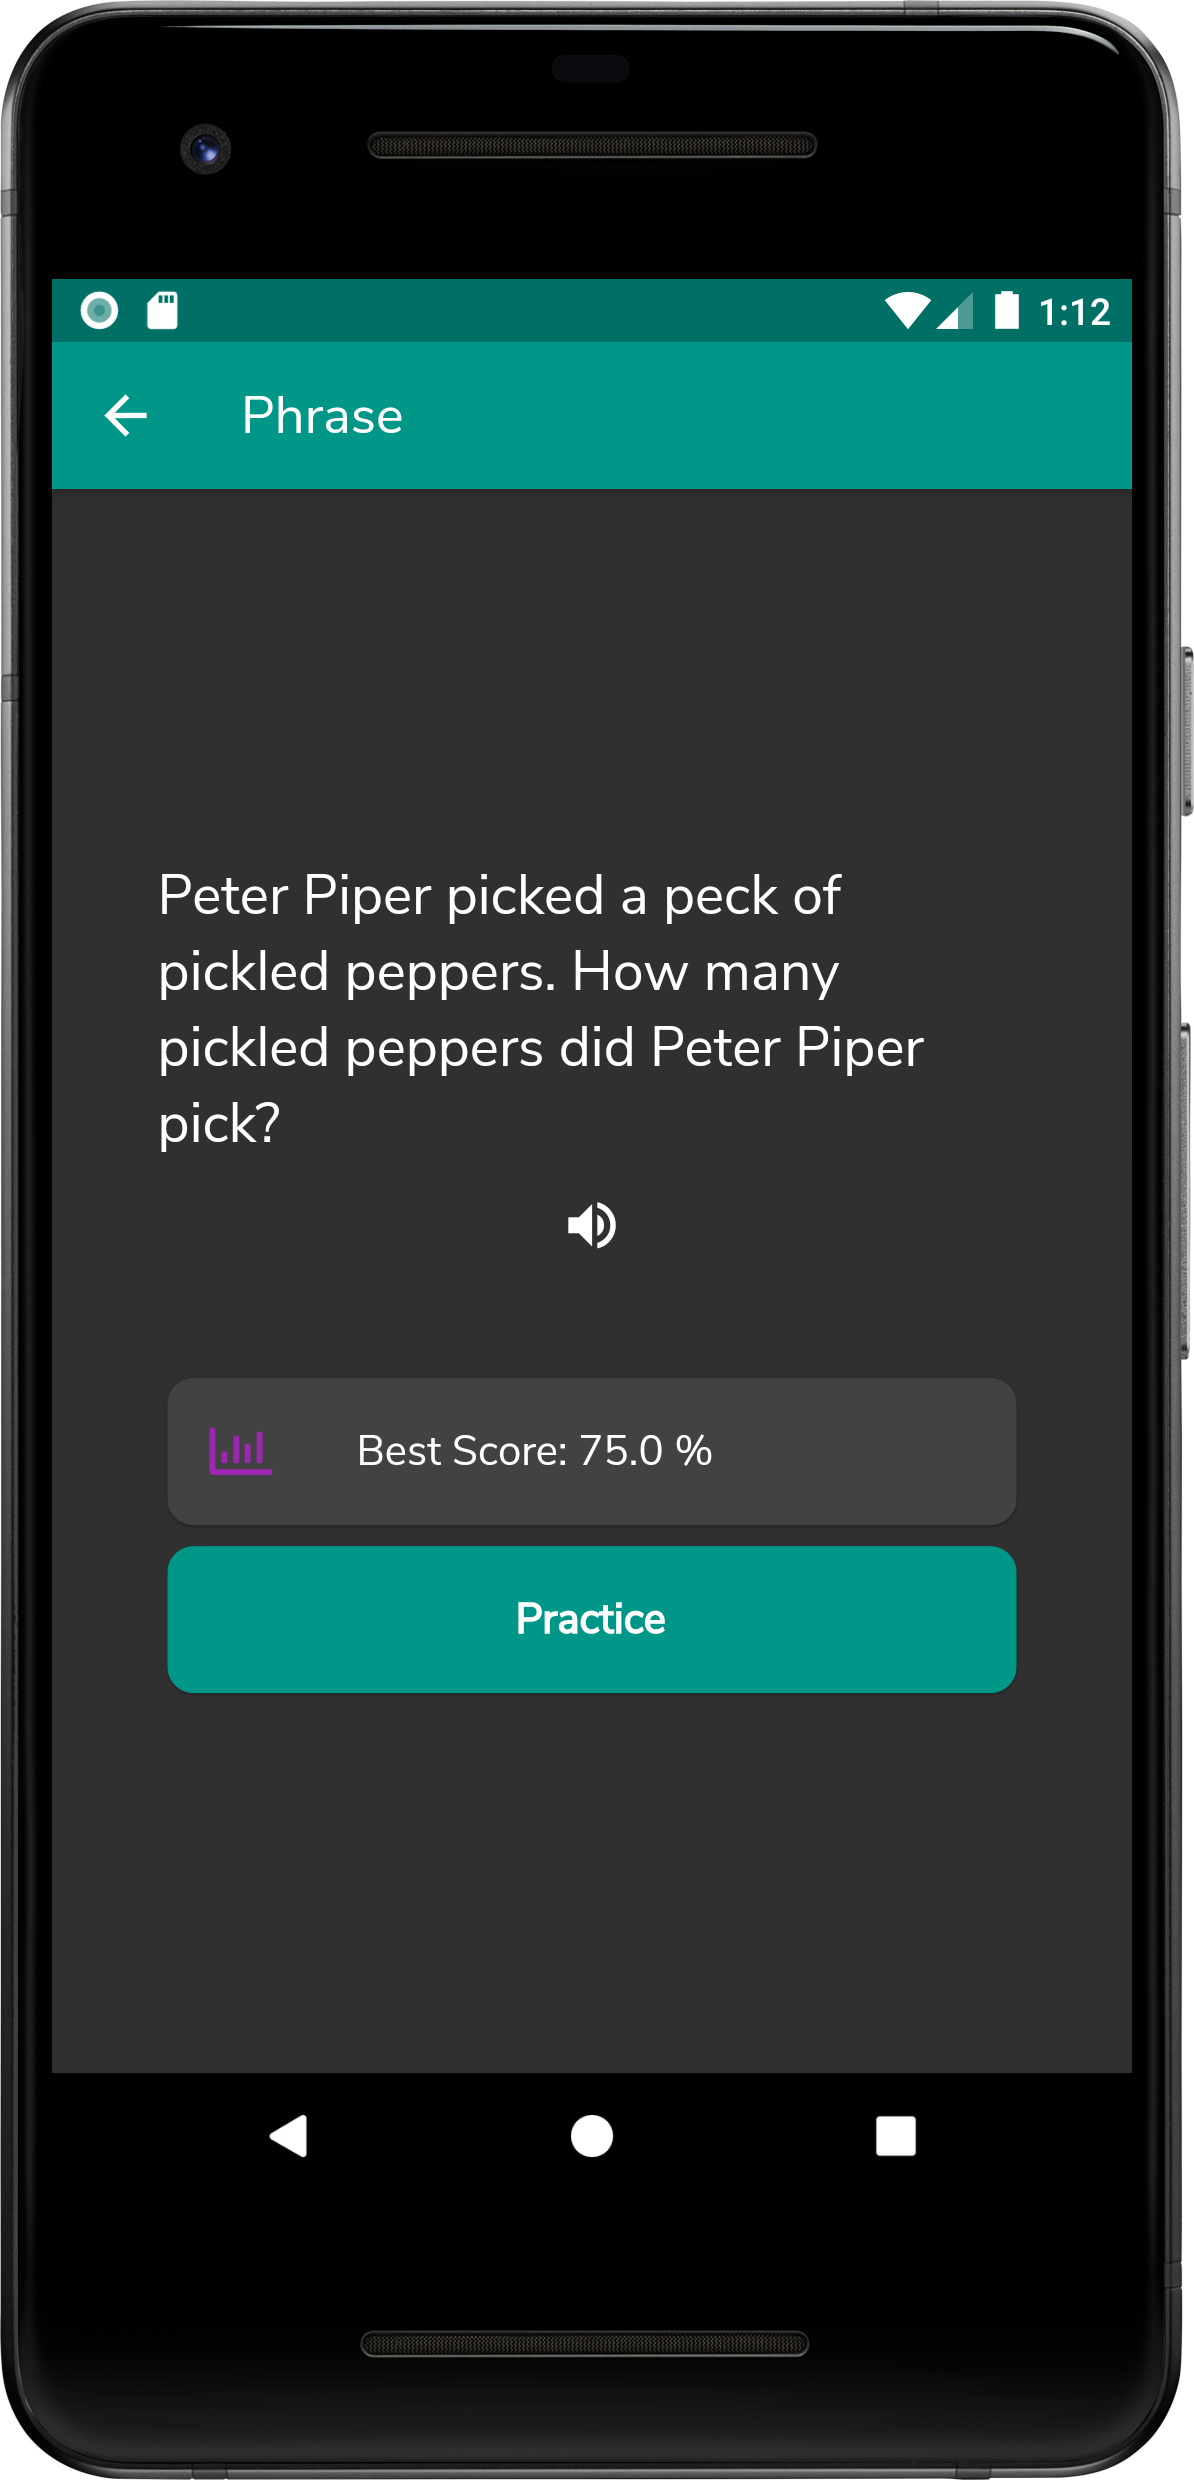 1:12
Phrase
Peter Piper picked a peck of
pickled peppers. How many
pickled peppers did Peter Piper
pick?
Best Score: 75.0 %
Practice